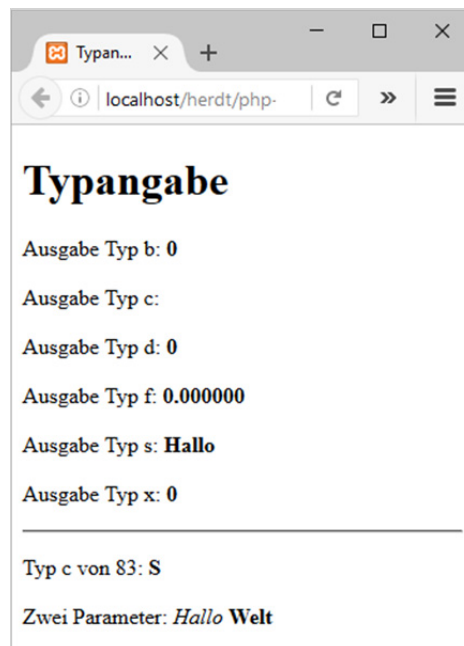 Typan...
localhost/herdt/php-
Typangabe
Ausgabe Typ b: 0
Ausgabe Typ c:
Ausgabe Typ d: 0
Ausgabe Typ f: 0.000000
Ausgabe Typ s: Hallo
Ausgabe Typ x: 0
Typ c von 83: S
Zwei Parameter: Hallo Welt